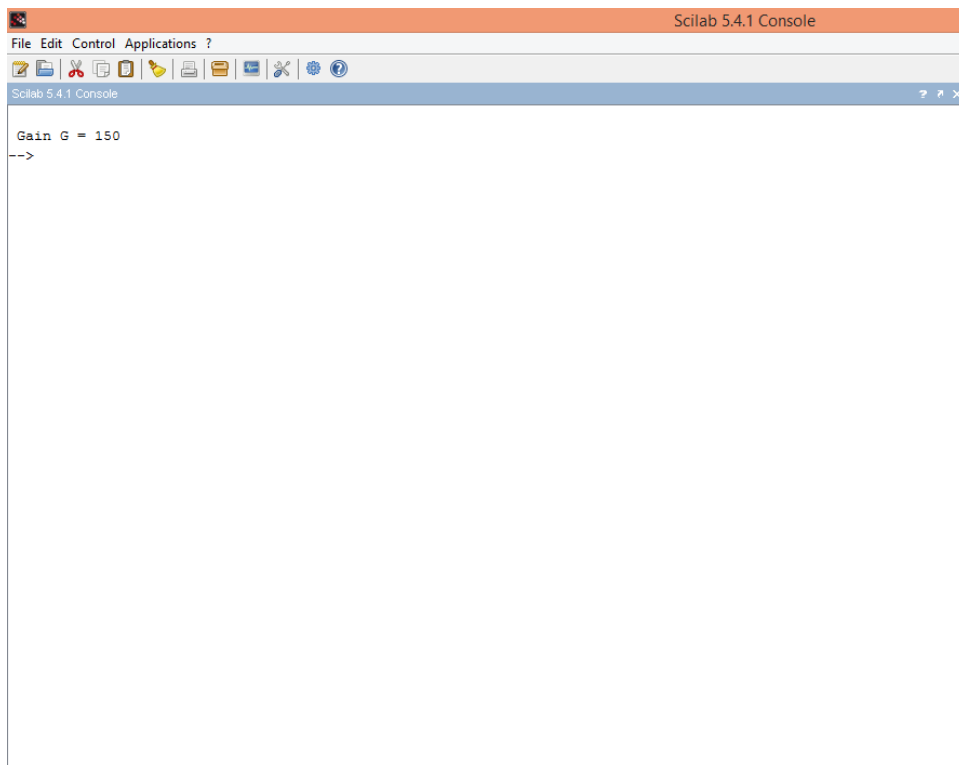 Scilab 5.4.1 Console
File Edit Control Applications ?
Scilab 5.4.1 Console
Gain G = 150
-->